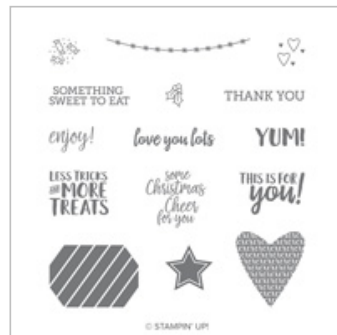 SOMETHING
SWEET TO EAT
THANK YOU
enjoy!
love you lots
YUM!
LESS TRICKS
AND MORE
TREATS
some
Christmas
Cheer
for you
THIS IS FOR
you!
© STAMPIN' UP!